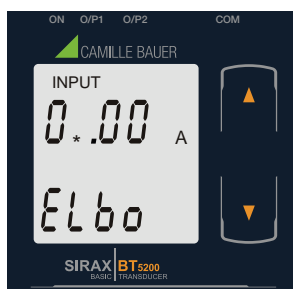 ON O/P1 O/P2 COM
CAMILLE BAUER
INPUT
0*.00 A
ELbo
SIRAX BT5200
BASIC TRANSDUCER